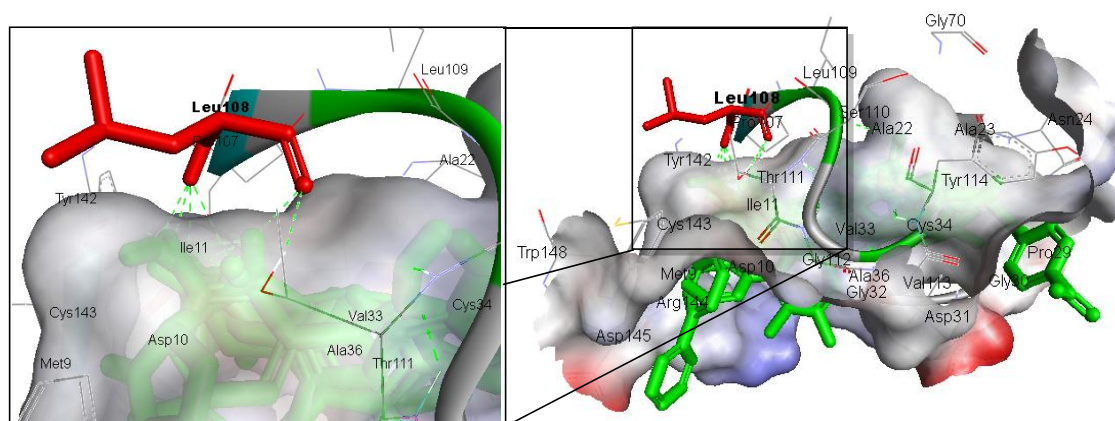 Leu109
Leu108
107
Ala22
Tyr142
Ile11
Cys143
Val33
Cys34
Asp10
Ala36
Met9
Thr111
Gly70
Leu109
Leu108
Ser110
Asn24
Pro107
Ala22
Ala23
Tyr142
Thr111
Tyr114
Ile11
Cys143
Val33
Cys34
Trp148
Gly112
Pro29
Asp10
Ala36
Val113
Arg144
Gly32
Asp31
Asp145